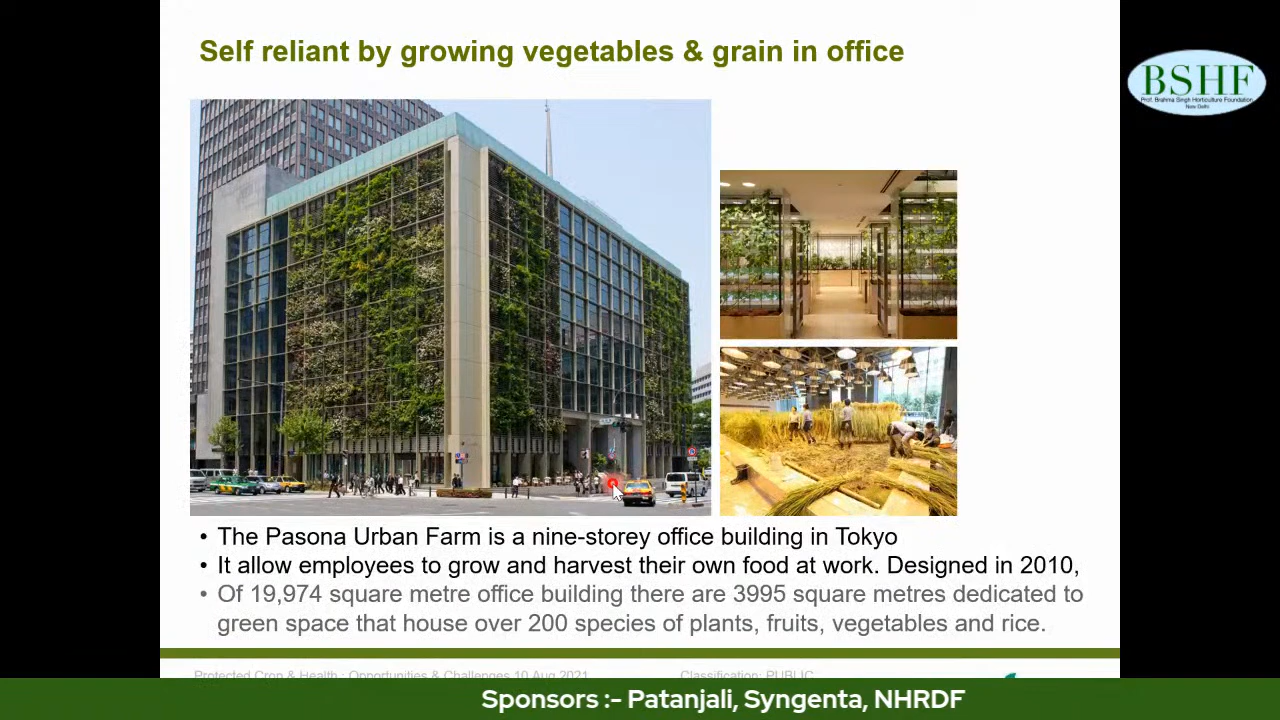 Self reliant by growing vegetables & grain in office
BSHF
Prof. Brahma Singh Horticulture Foundation
New Delhi
• The Pasona Urban Farm is a nine-storey office building in Tokyo
• It allow employees to grow and harvest their own food at work. Designed in 2010,
• Of 19,974 square metre office building there are 3995 square metres dedicated to
green space that house over 200 species of plants, fruits, vegetables and rice.
Protected Crop & Health : Opportunities & Challenges 10 Aug 2021
Classification: PUBLIC
Sponsors :- Patanjali, Syngenta, NHRDF